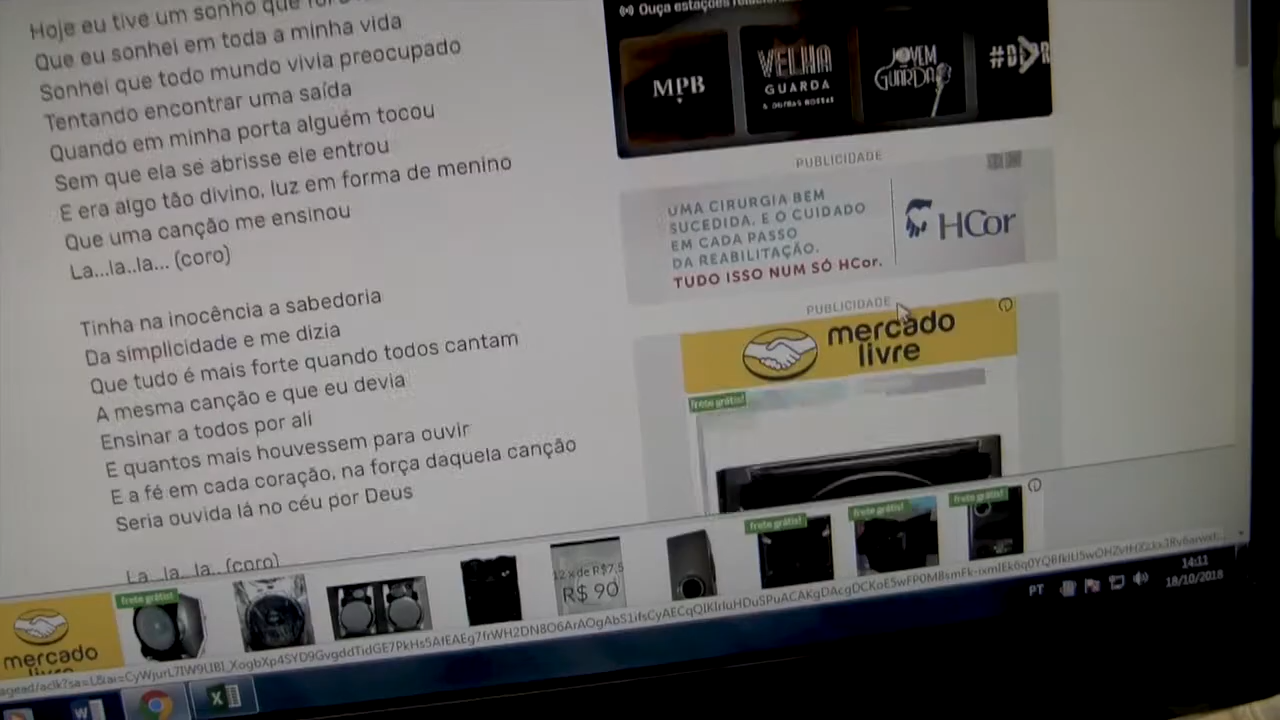 Hoje eu tive um sonho que
Que eu sonhei em toda a minha vida
Sonhei que todo mundo vivia preocupado
Tentando encontrar uma saída
Quando em minha porta alguém tocou
Sem que ela se abrisse ele entrou
E era algo tão divino, luz em forma de menino
Que uma canção me ensinou
La...la..la... (coro)
Tinha na inocência a sabedoria
Da simplicidade e me dizia
Que tudo é mais forte quando todos cantam
A mesma canção e que eu devia
Ensinar a todos por ali
E quantos mais houvessem para ouvir
E a fé em cada coração, na força daquela canção
Seria ouvida lá no céu por Deus
La...la...la...(coro)
Ouça estações
MPB
VELHA
GUARDA
& OUTRAS BOSSAS
JOVEM
GUARDA
PUBLICIDADE
UMA CIRURGIA BEM
SUCEDIDA, E O CUIDADO
EM CADA PASSO
DA REABILITAÇÃO.
TUDO ISSO NUM SÓ HCor.
HCor
PUBLICIDADE
mercado
livre
frete grátis!
frete grátis!
frete grátis!
frete grátis!
frete grátis!
12 x de R$7,5
R$ 90
mercado
livre
PT
14:11
18/10/2018